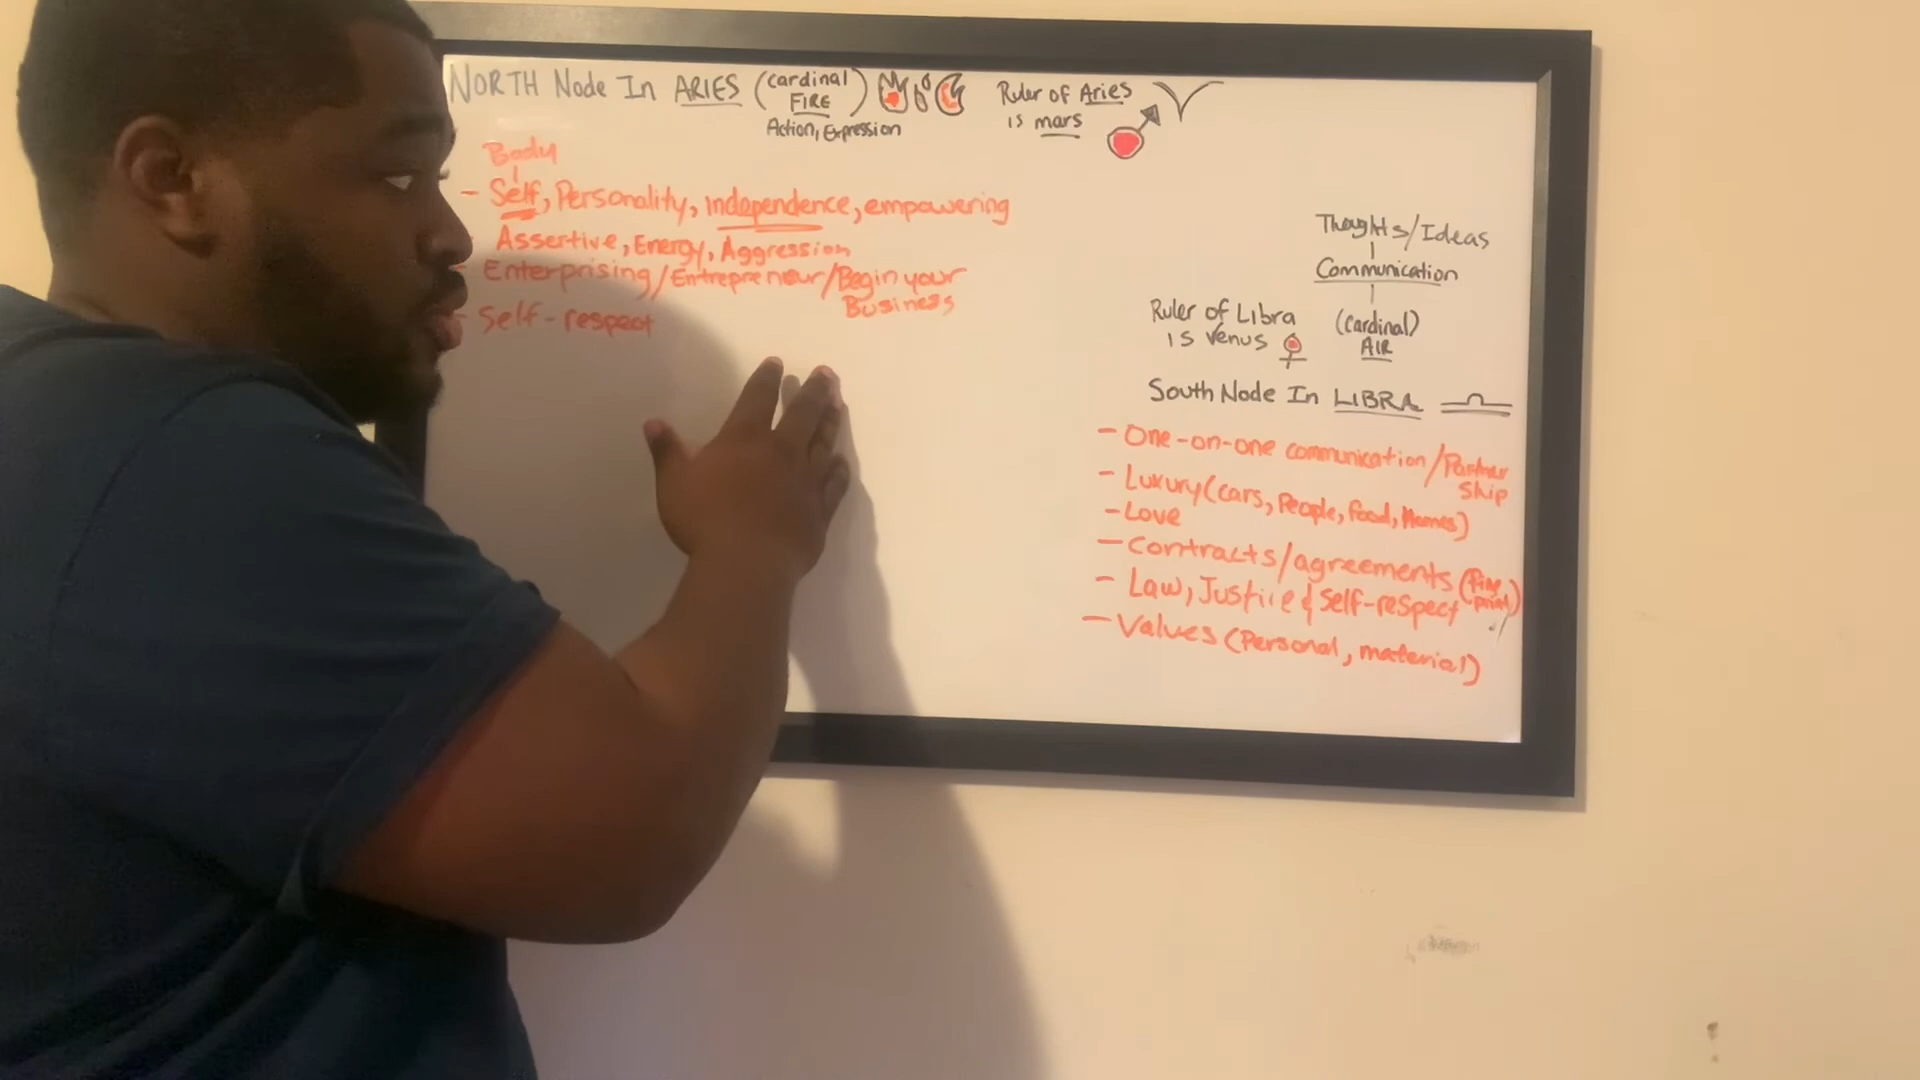 NORTH Node In ARIES (cardinal FIRE)
Action, Expression
Ruler of Aries
is mars
Body
- Self, Personality, Independence, empowering
Assertive, Energy, Aggression
- Enterprising/Entrepreneur/Begin your
Business
- Self-respect
Thoughts/Ideas
Communication
(cardinal)
AIR
Ruler of Libra
is Venus
South Node In LIBRA
- One-on-one communication/Partner
Ship
- Luxury(cars, People, food, Homes)
- Love
- Contracts/agreements (fine
print)
- Law, Justice & Self-respect
- Values (Personal, material)